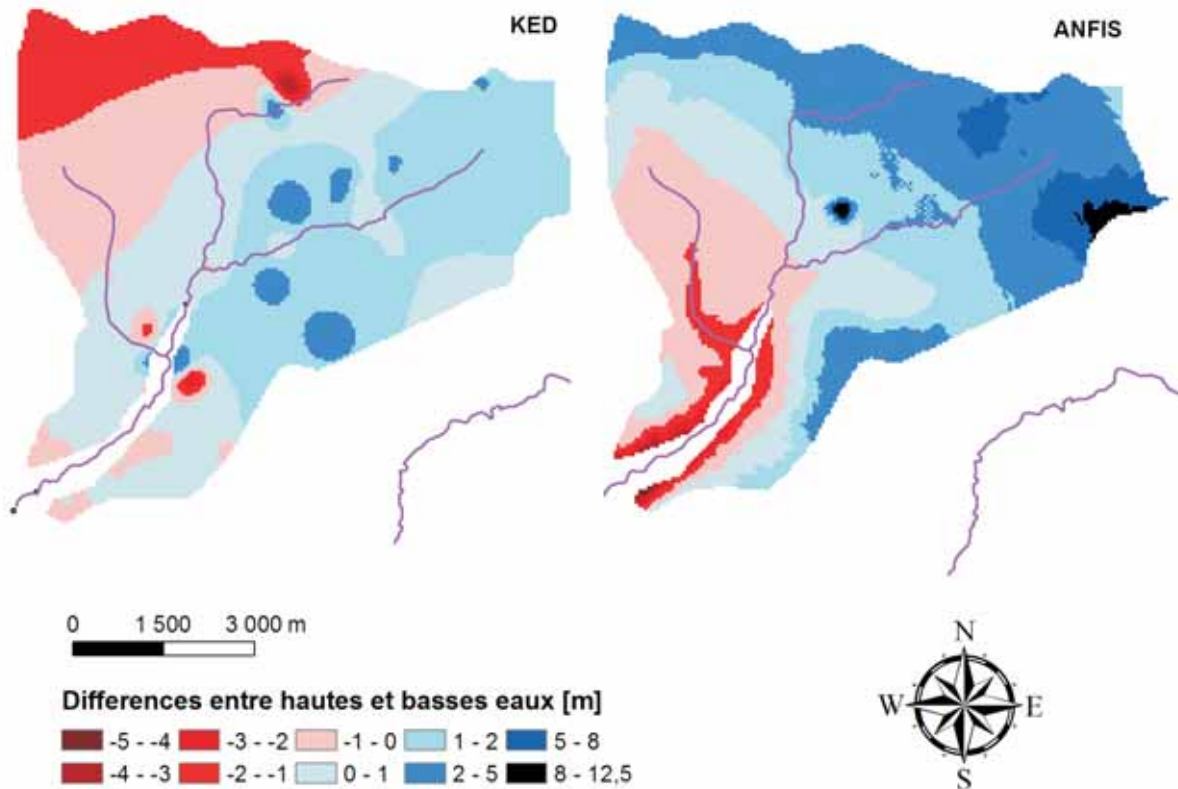 KED
ANFIS
0 1 500 3 000 m
Differences entre hautes et basses eaux [m]
-5 - -4 -3 - -2 -1 - 0 1 - 2 5 - 8
-4 - -3 -2 - -1 0 - 1 2 - 5 8 - 12,5
N
W E
S